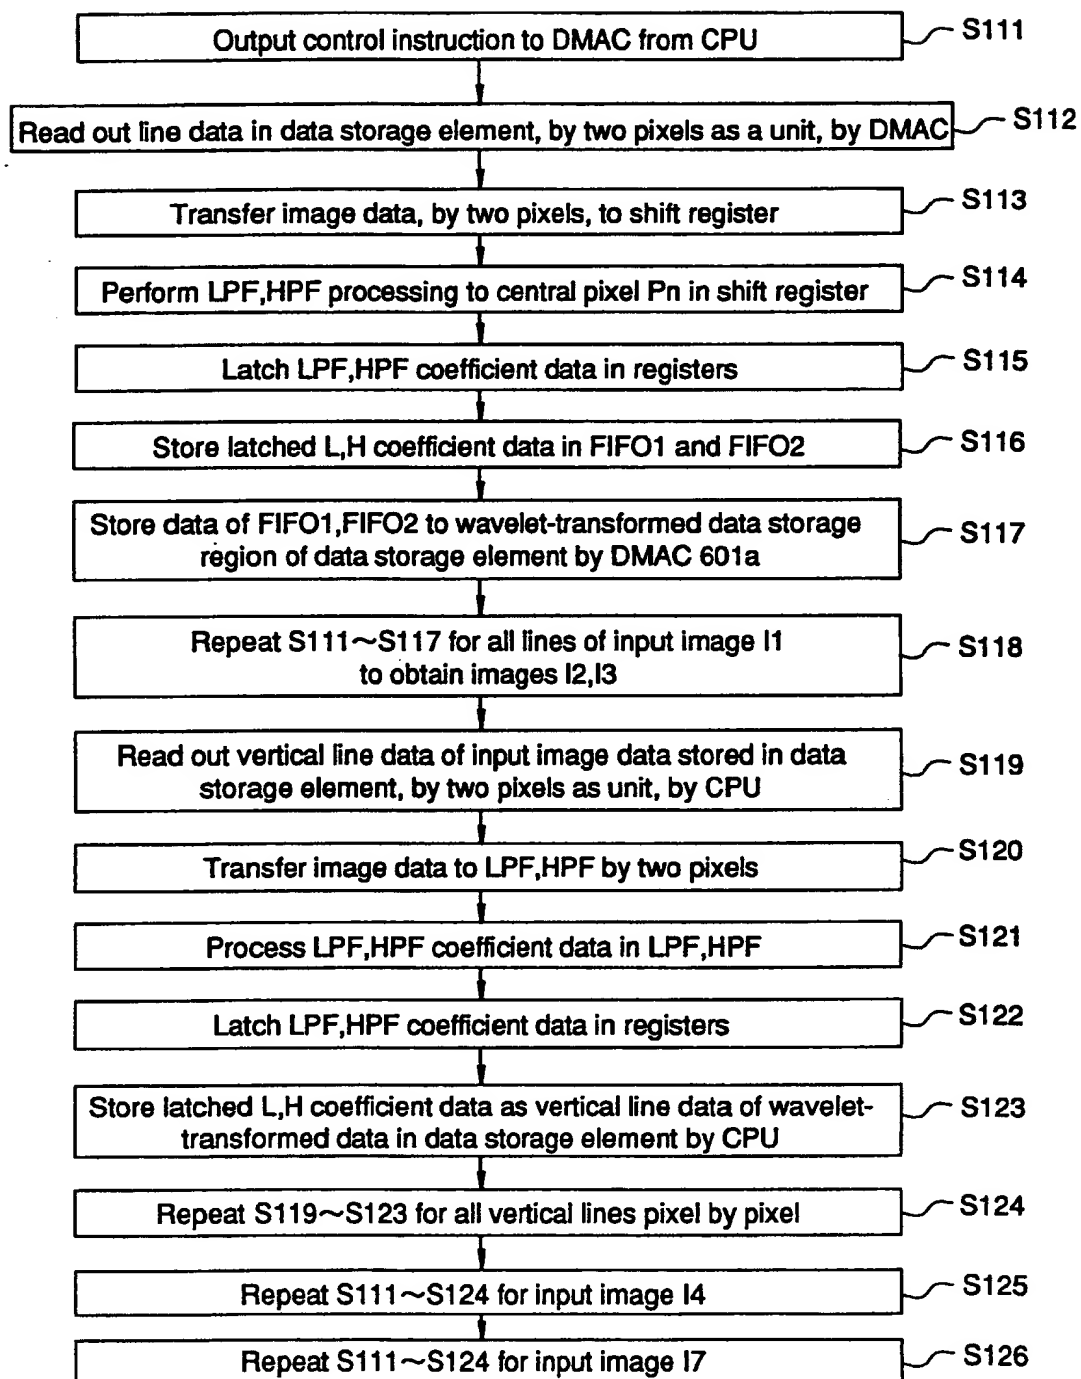 Output control instruction to DMAC from CPU
S111
Read out line data in data storage element, by two pixels as a unit, by DMAC
S112
Transfer image data, by two pixels, to shift register
S113
Perform LPF,HPF processing to central pixel Pn in shift register
S114
Latch LPF,HPF coefficient data in registers
S115
Store latched L,H coefficient data in FIFO1 and FIFO2
S116
Store data of FIFO1,FIFO2 to wavelet-transformed data storage
region of data storage element by DMAC 601a
S117
Repeat S111~S117 for all lines of input image I1
to obtain images I2,I3
S118
Read out vertical line data of input image data stored in data
storage element, by two pixels as unit, by CPU
S119
Transfer image data to LPF,HPF by two pixels
S120
Process LPF,HPF coefficient data in LPF,HPF
S121
Latch LPF,HPF coefficient data in registers
S122
Store latched L,H coefficient data as vertical line data of wavelet-
transformed data in data storage element by CPU
S123
Repeat S119~S123 for all vertical lines pixel by pixel
S124
Repeat S111~S124 for input image I4
S125
Repeat S111~S124 for input image I7
S126